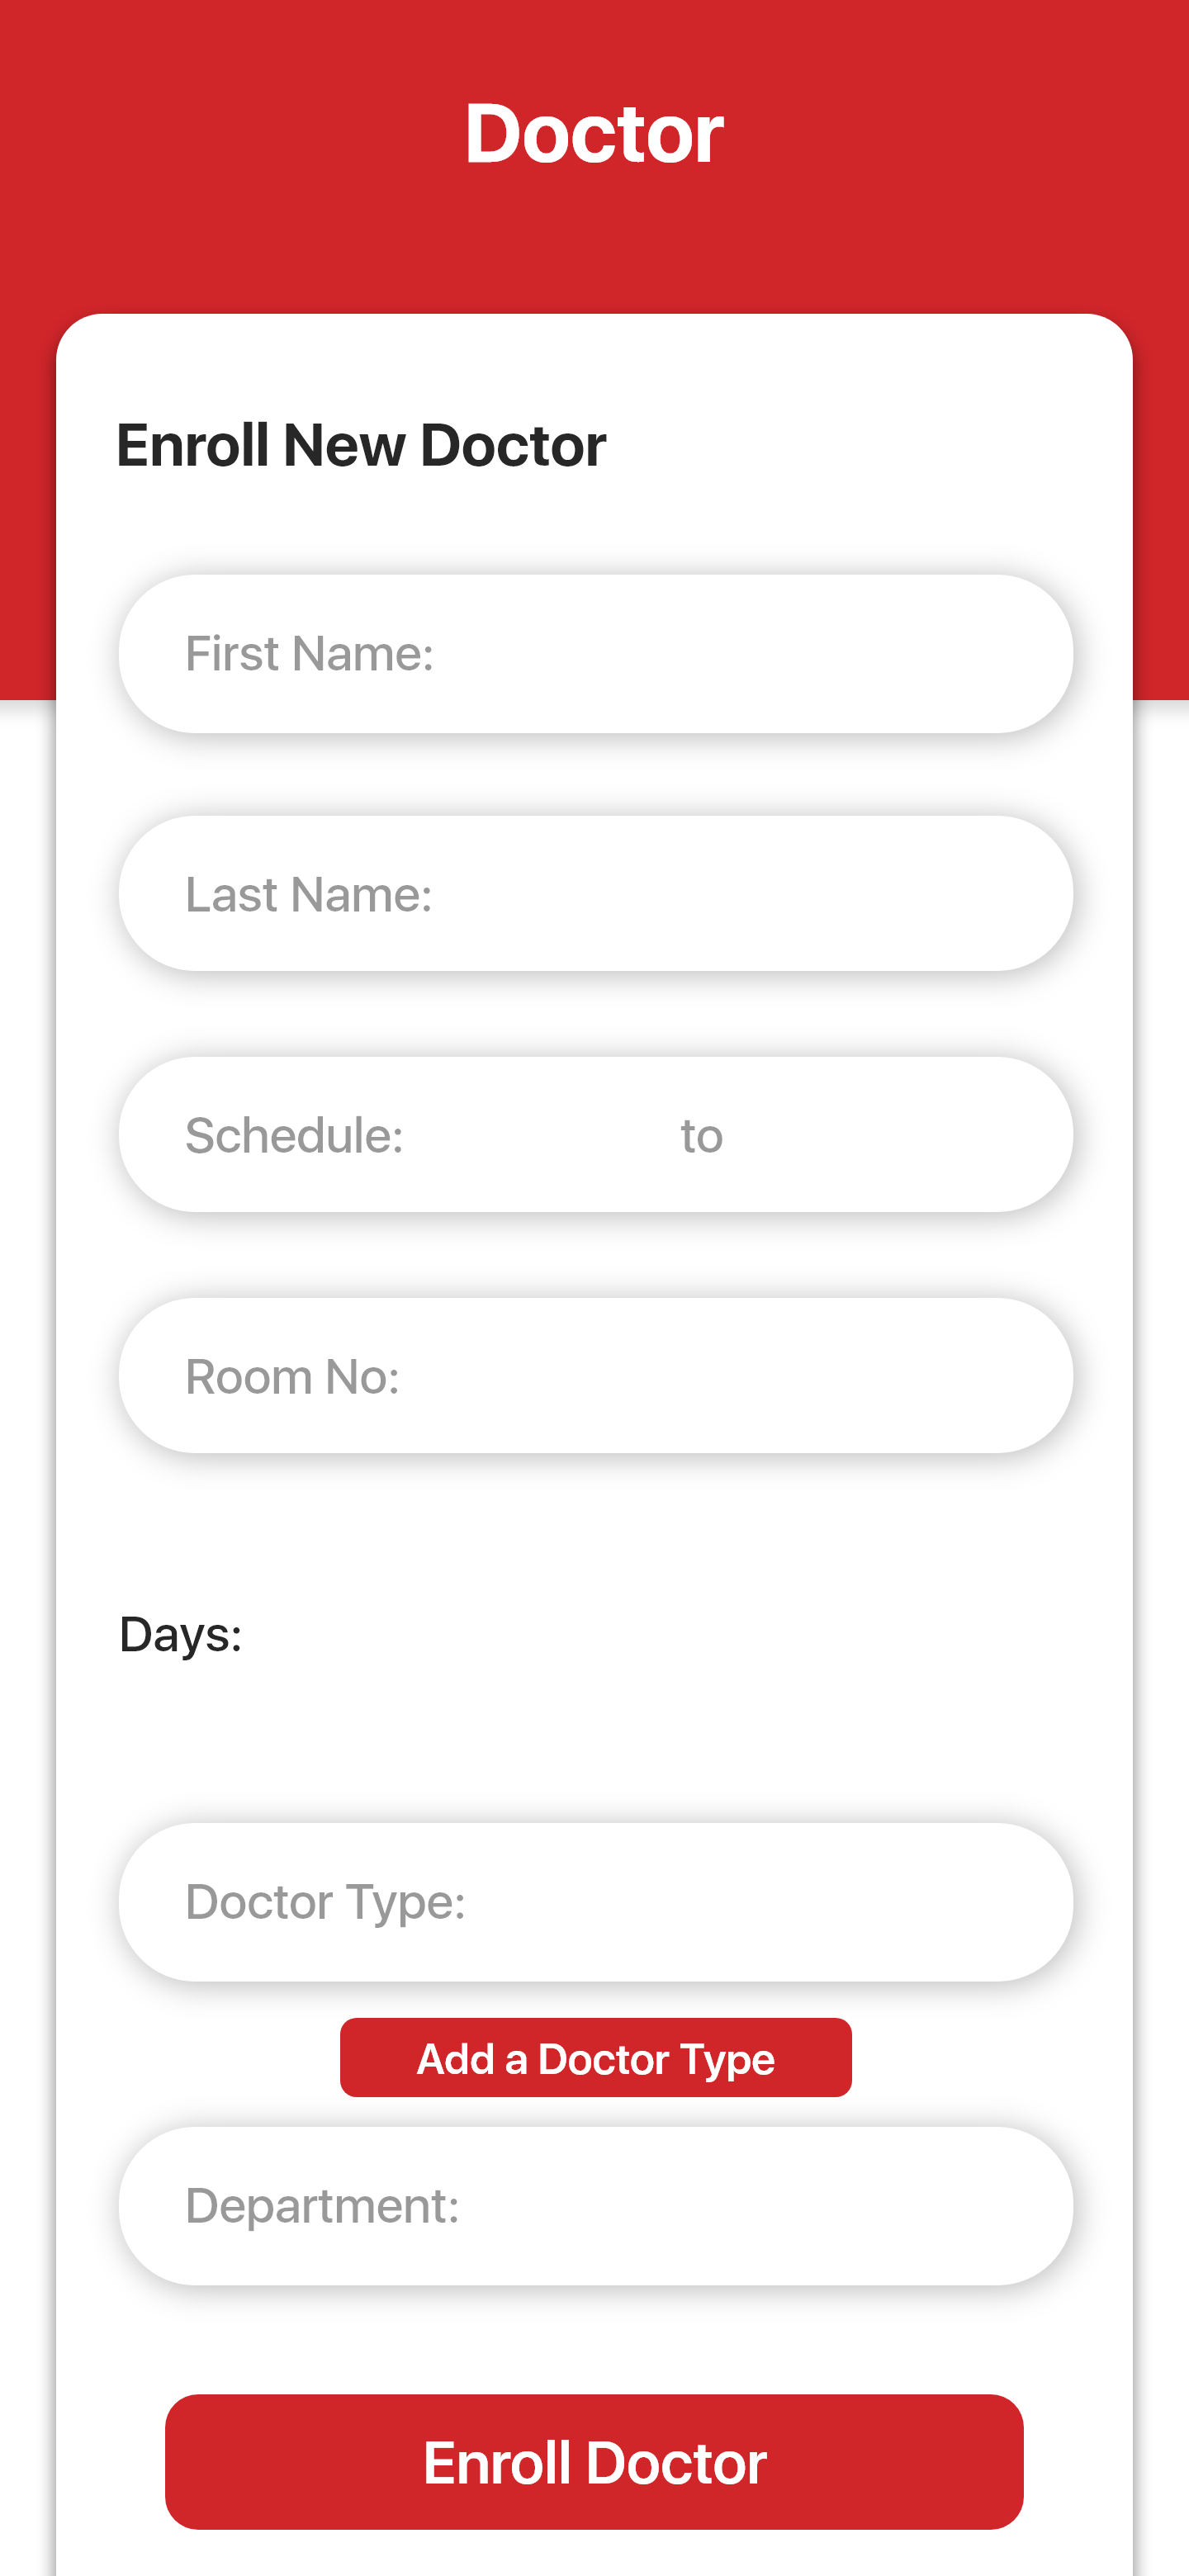 Doctor
Enroll New Doctor
First Name:
Last Name:
Schedule: to
Room No:
Days:
Doctor Type:
Add a Doctor Type
Department:
Enroll Doctor